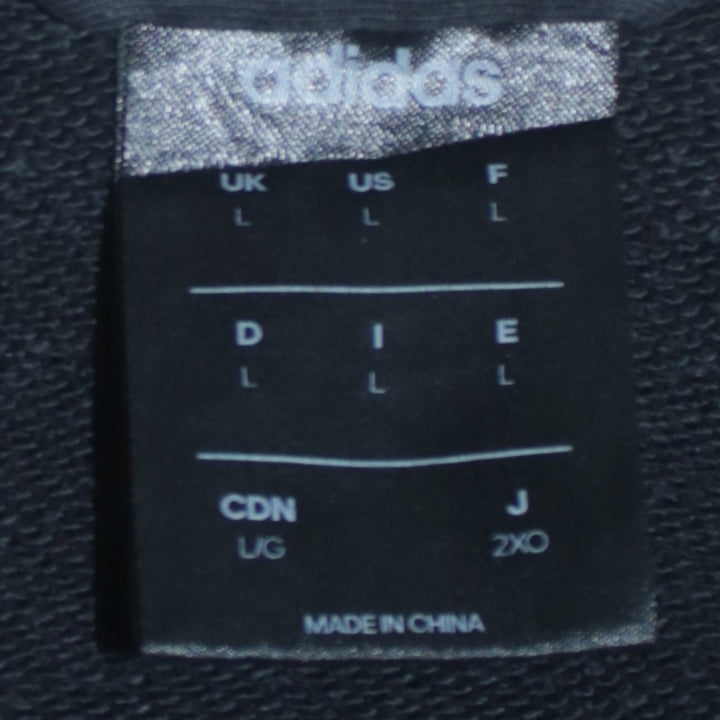 adidas
UK US F
L L L
D I E
L L L
CDN J
L/G 2XO
MADE IN CHINA